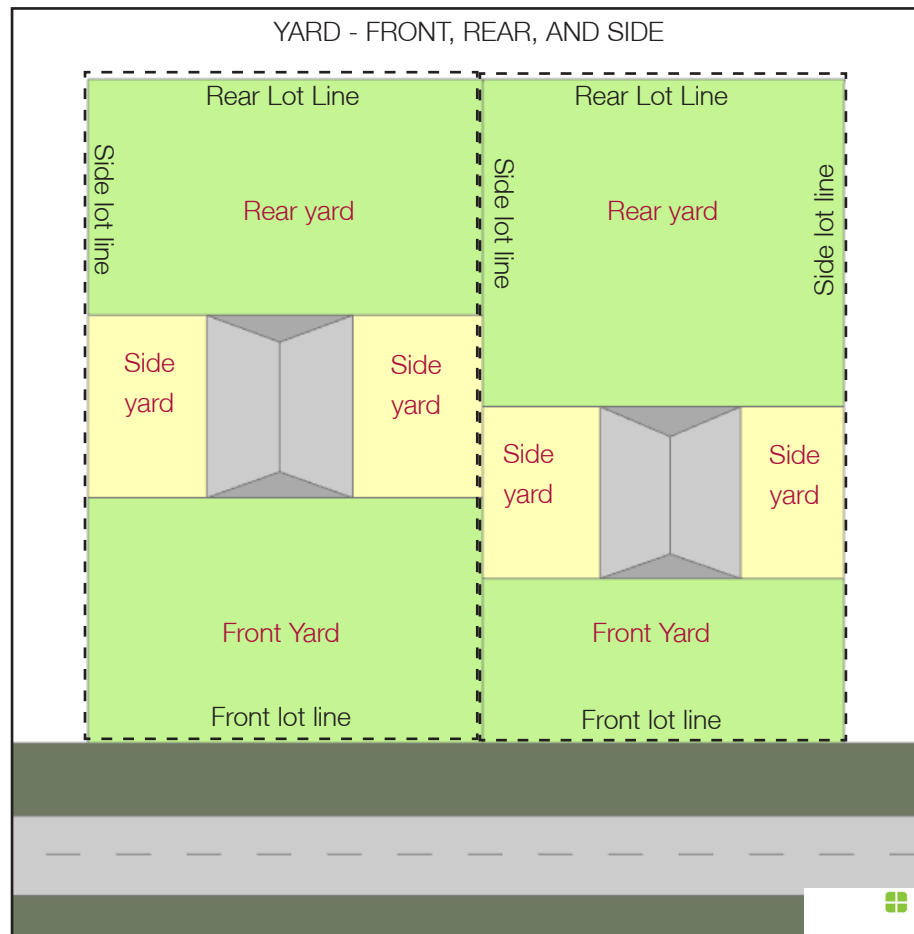 YARD - FRONT, REAR, AND SIDE
Rear Lot Line
Rear Lot Line
Side lot line
Side lot line
Side lot line
Rear yard
Rear yard
Side
yard
Side
yard
Side
yard
Side
yard
Front Yard
Front Yard
Front lot line
Front lot line